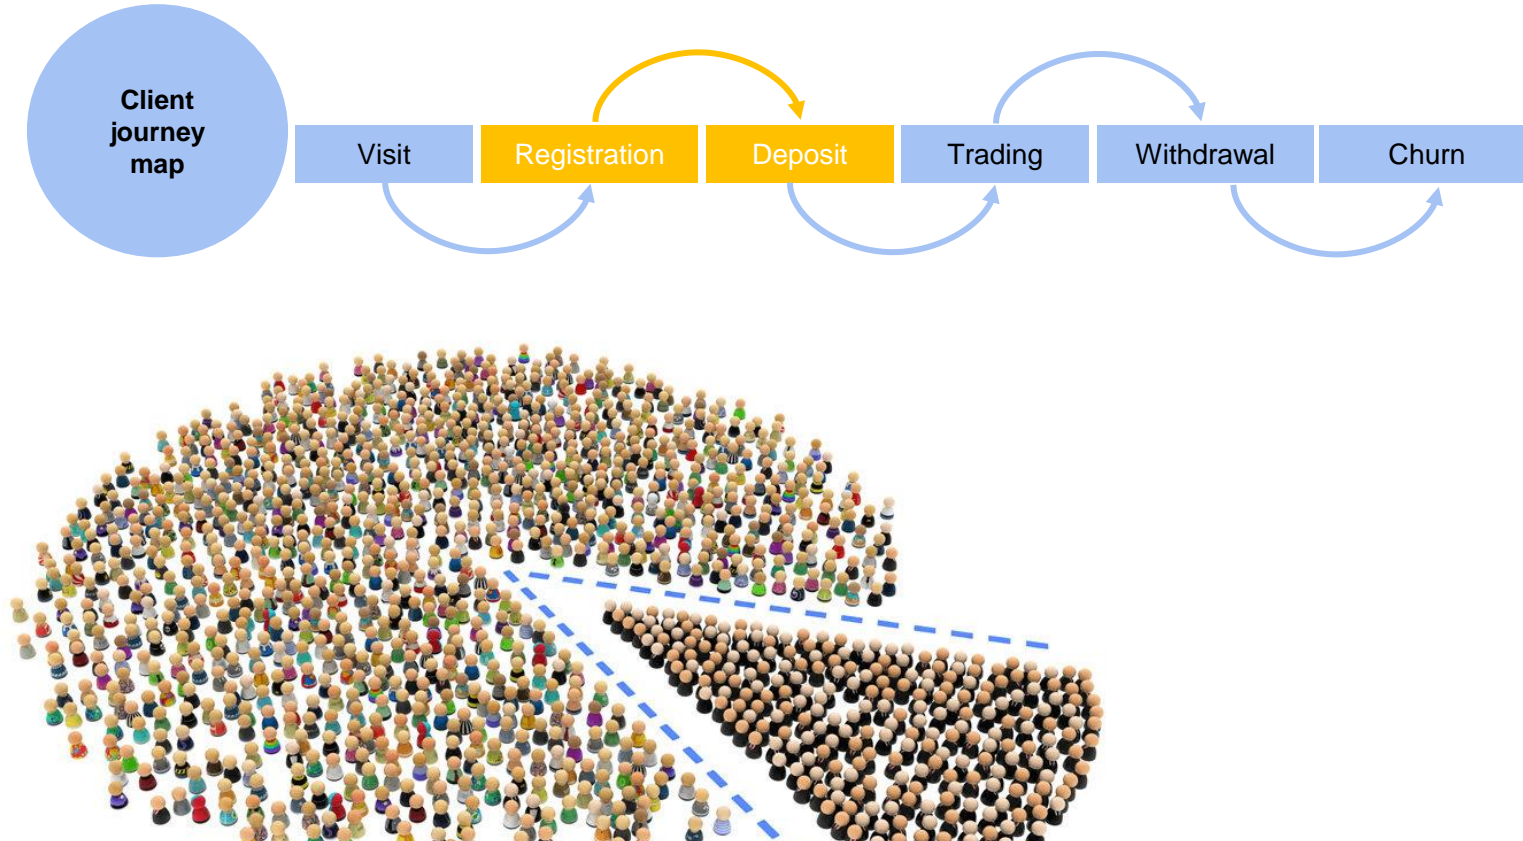 Client
journey
map
Visit
Registration
Deposit
Trading
Withdrawal
Churn